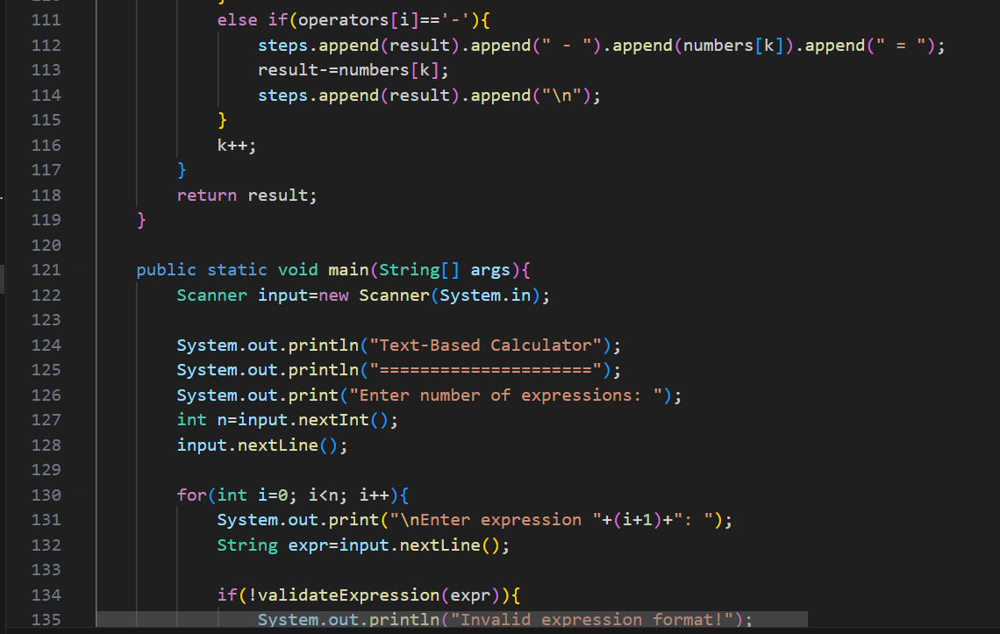 111 else if(operators[i]=='-'){
112 steps.append(result).append(" - ").append(numbers[k]).append(" = ");
113 result-=numbers[k];
114 steps.append(result).append("\n");
115 }
116 k++;
117 }
118 return result;
119 }
120
121 public static void main(String[] args){
122 Scanner input=new Scanner(System.in);
123
124 System.out.println("Text-Based Calculator");
125 System.out.println("=====================");
126 System.out.print("Enter number of expressions: ");
127 int n=input.nextInt();
128 input.nextLine();
129
130 for(int i=0; i<n; i++){
131 System.out.print("\nEnter expression "+(i+1)+": ");
132 String expr=input.nextLine();
133
134 if(!validateExpression(expr)){
135 System.out.println("Invalid expression format!");